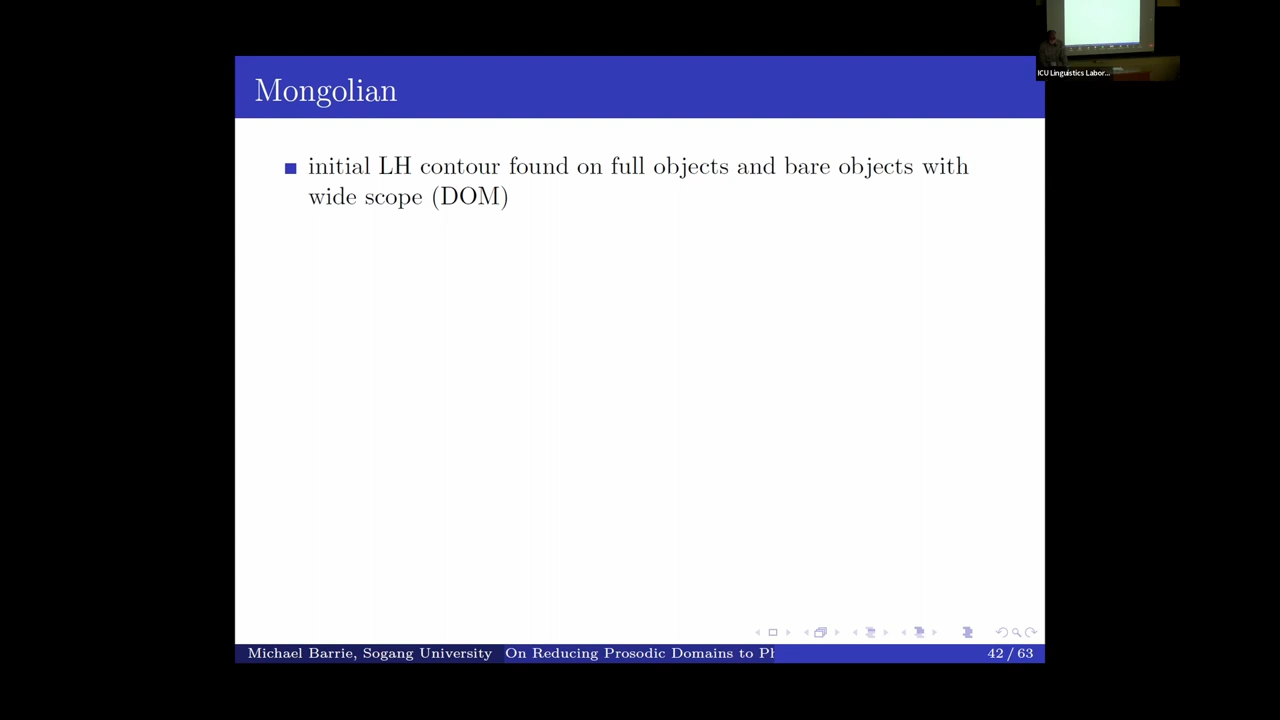 ICU Linguistics Labor...
Mongolian
initial LH contour found on full objects and bare objects with
wide scope (DOM)
Michael Barrie, Sogang University On Reducing Prosodic Domains to Ph
42 / 63